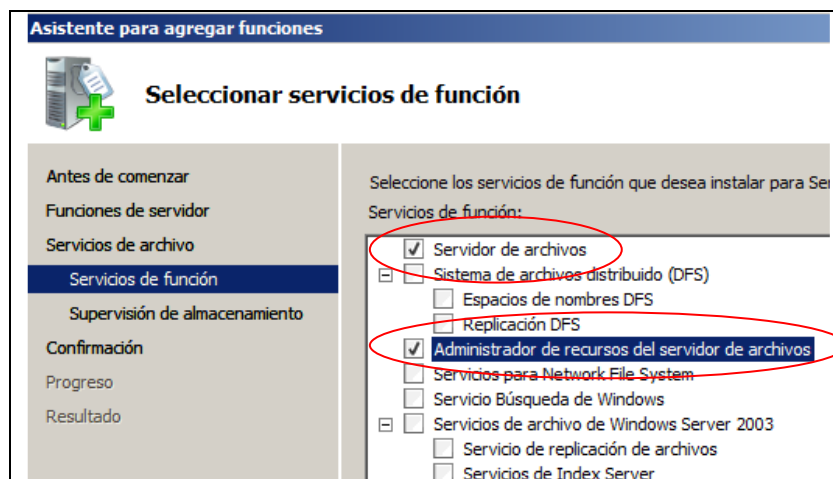 Asistente para agregar funciones
Seleccionar servicios de función
Antes de comenzar
Funciones de servidor
Servicios de archivo
Servicios de función
Supervisión de almacenamiento
Confirmación
Progreso
Resultado
Seleccione los servicios de función que desea instalar para Ser
Servicios de función:
Servidor de archivos
Sistema de archivos distribuido (DFS)
Espacios de nombres DFS
Replicación DFS
Administrador de recursos del servidor de archivos
Servicios para Network File System
Servicio Búsqueda de Windows
Servicios de archivo de Windows Server 2003
Servicio de replicación de archivos
Servicios de Index Server